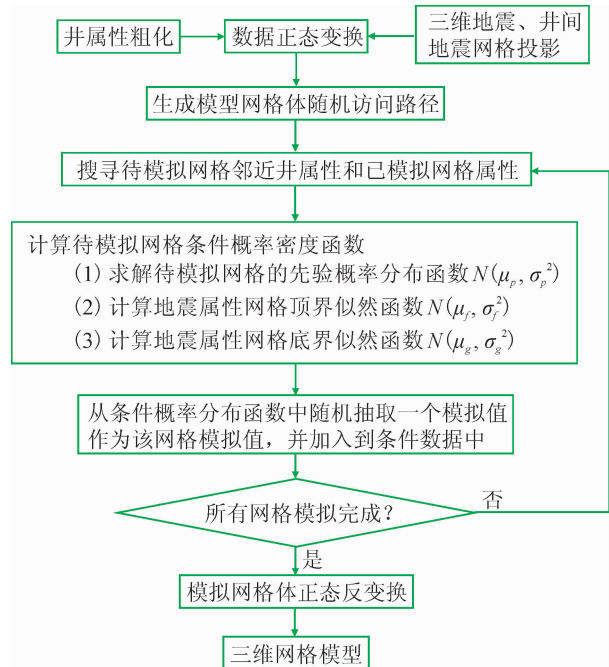 井属性粗化
数据正态变换
三维地震、井间
地震网格投影
生成模型网格体随机访问路径
搜寻待模拟网格邻近井属性和已模拟网格属性
计算待模拟网格条件概率密度函数
(1) 求解待模拟网格的先验概率分布函数 N(μₚ, σₚ²)
(2) 计算地震属性网格顶界似然函数 N(μ_f, σ_f²)
(3) 计算地震属性网格底界似然函数 N(μ_g, σ_g²)
从条件概率分布函数中随机抽取一个模拟值
作为该网格模拟值，并加入到条件数据中
所有网格模拟完成？
否
是
模拟网格体正态反变换
三维网格模型